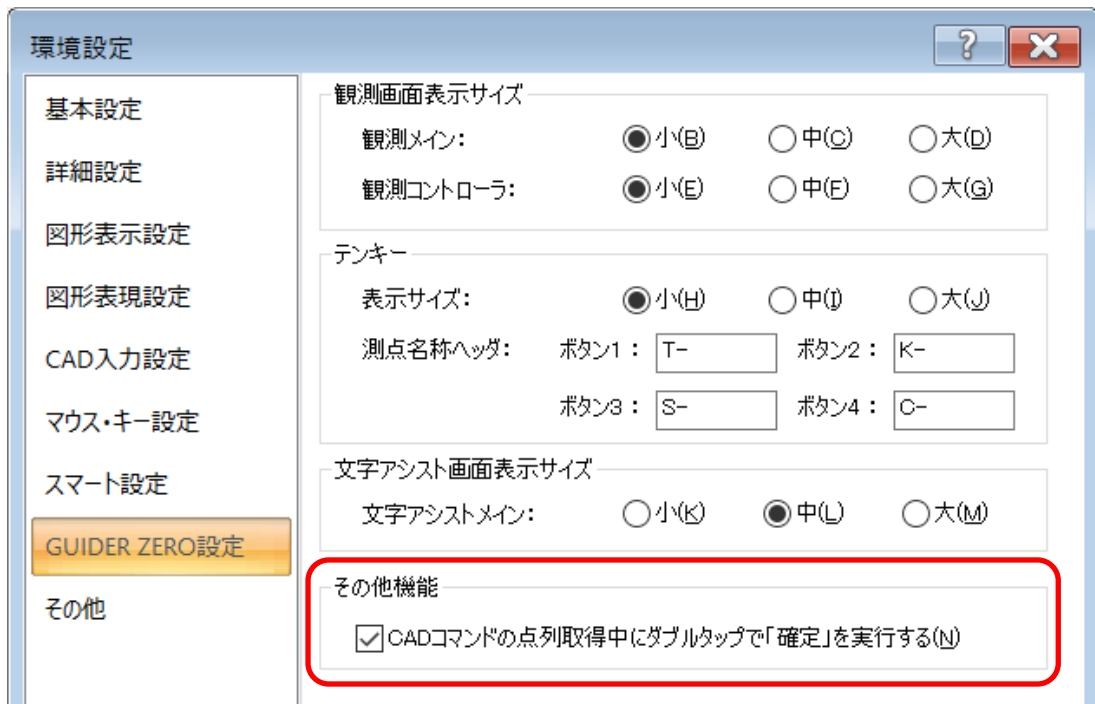 環境設定
基本設定
詳細設定
図形表示設定
図形表現設定
CAD入力設定
マウス・キー設定
スマート設定
GUIDER ZERO設定
その他
観測画面表示サイズ
観測メイン: 小(B) 中(C) 大(D)
観測コントローラ: 小(E) 中(F) 大(G)
テンキー
表示サイズ: 小(H) 中(I) 大(J)
測点名称ヘッダ: ボタン1: T- ボタン2: K-
ボタン3: S- ボタン4: C-
文字アシスト画面表示サイズ
文字アシストメイン: 小(K) 中(L) 大(M)
その他機能
CADコマンドの点列取得中にダブルタップで「確定」を実行する(N)